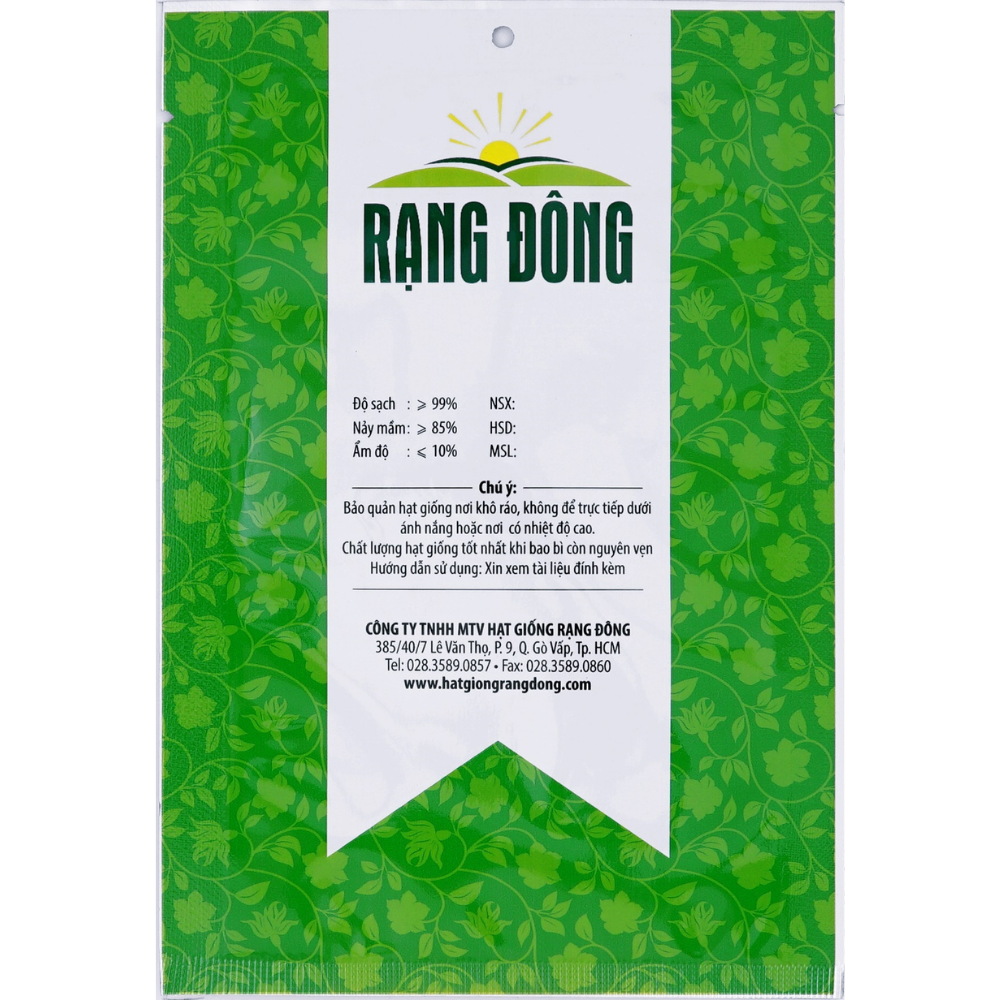 RẠNG ĐÔNG
Độ sạch : ⩾ 99% NSX:
Nảy mầm: ⩾ 85% HSD:
Ẩm độ : ⩽ 10% MSL:
Chú ý:
Bảo quản hạt giống nơi khô ráo, không để trực tiếp dưới
ánh nắng hoặc nơi có nhiệt độ cao.
Chất lượng hạt giống tốt nhất khi bao bì còn nguyên vẹn
Hướng dẫn sử dụng: Xin xem tài liệu đính kèm
CÔNG TY TNHH MTV HẠT GIỐNG RẠNG ĐÔNG
385/40/7 Lê Văn Thọ, P. 9, Q. Gò Vấp, Tp. HCM
Tel: 028.3589.0857 • Fax: 028.3589.0860
www.hatgiongrangdong.com